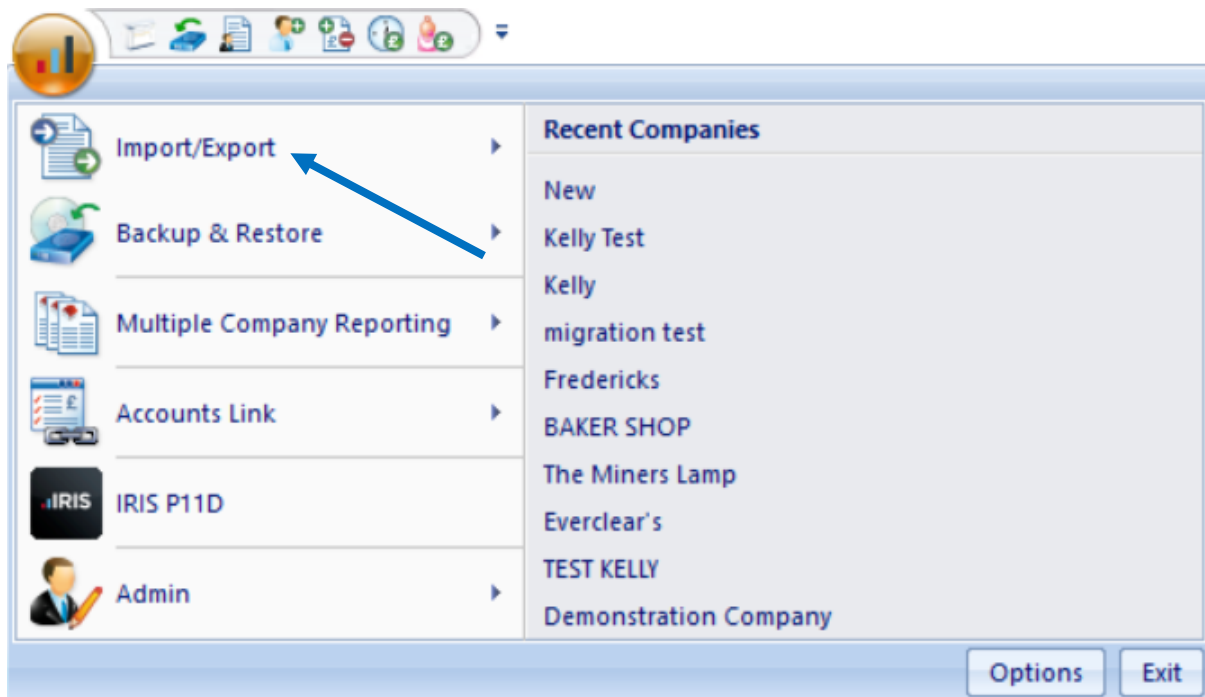 Import/Export
Backup & Restore
Multiple Company Reporting
Accounts Link
IRIS
IRIS P11D
Admin
Recent Companies
New
Kelly Test
Kelly
migration test
Fredericks
BAKER SHOP
The Miners Lamp
Everclear's
TEST KELLY
Demonstration Company
Options
Exit